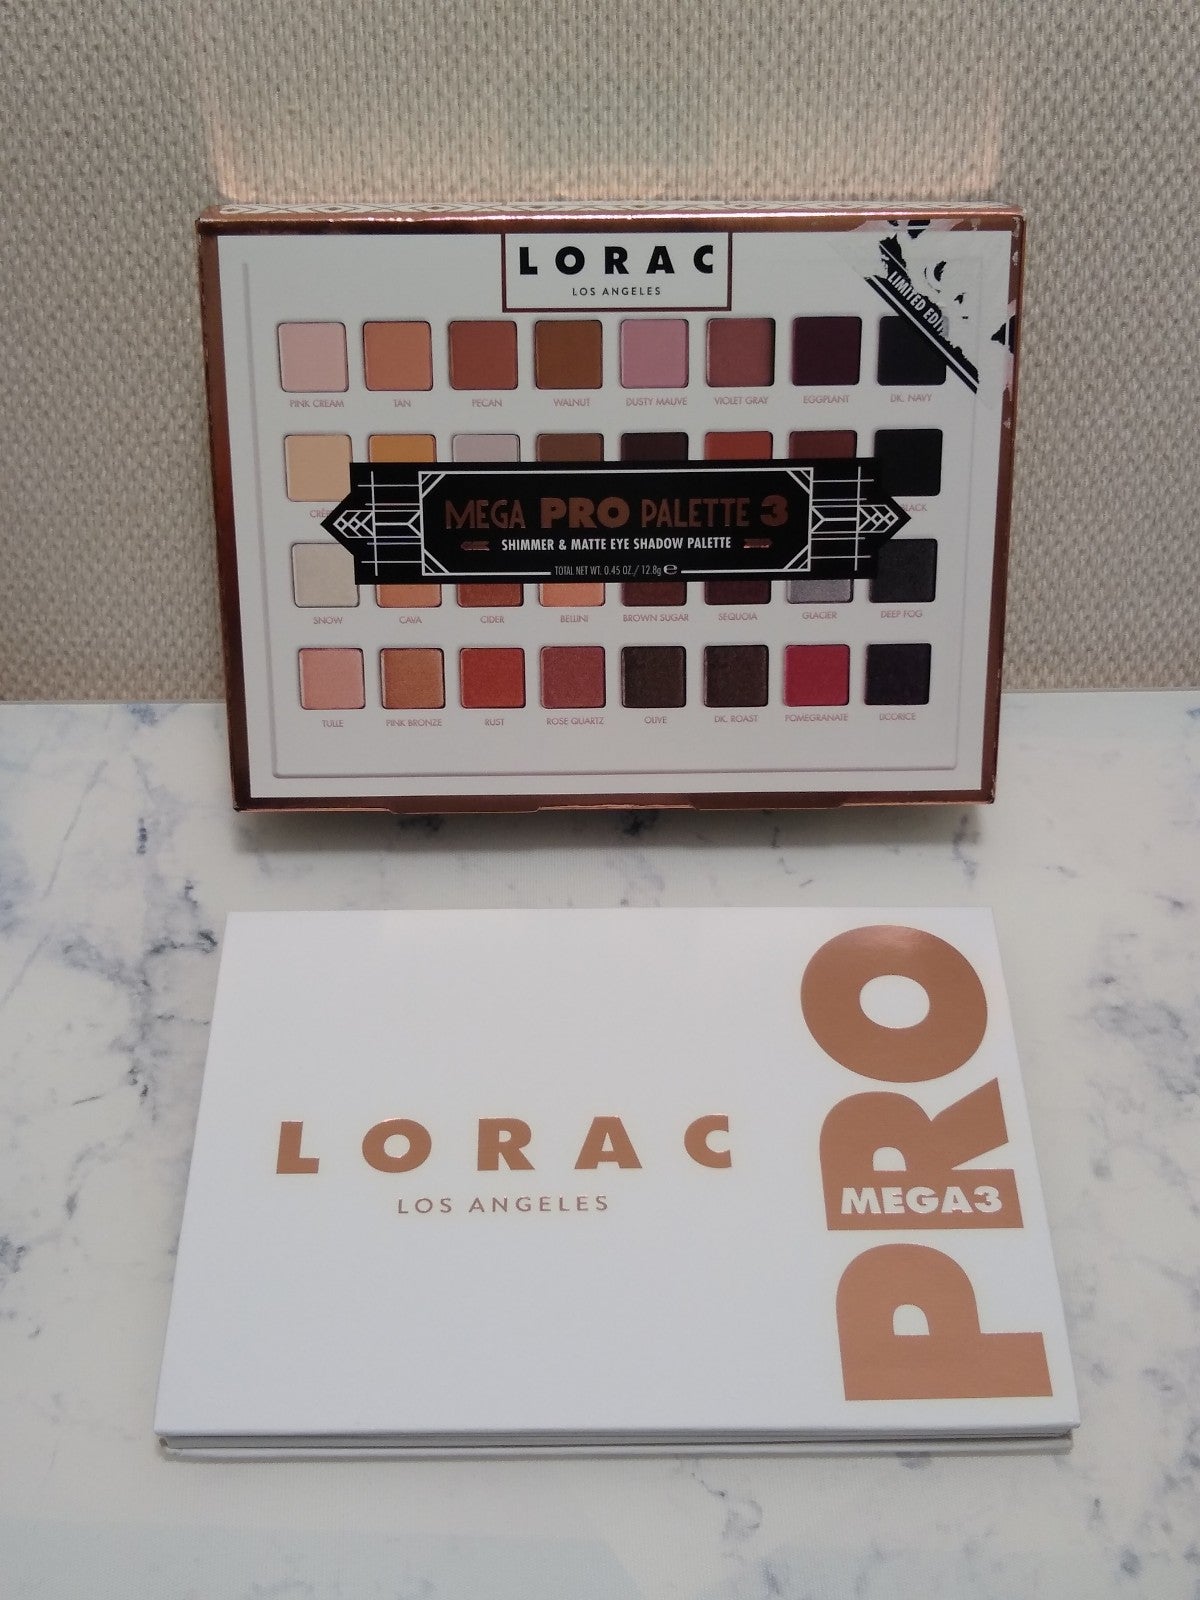 LORAC
LOS ANGELES
LIMITED
PINK CREAM
TAN
PECAN
WALNUT
DUSTY MAUVE
VIOLET GRAY
EGGPLANT
DK. NAVY
MEGA PRO PALETTE 3
SHIMMER & MATTE EYE SHADOW PALETTE
TOTAL NET WT. 0.45 OZ./ 12.8g ℮
SNOW
CAVA
CIDER
BELLINI
BROWN SUGAR
SEQUOIA
GLACIER
DEEP FOG
TULLE
PINK BRONZE
RUST
ROSE QUARTZ
OLIVE
DK. ROAST
POMEGRANATE
LICORICE
LORAC
LOS ANGELES
PRO
MEGA3